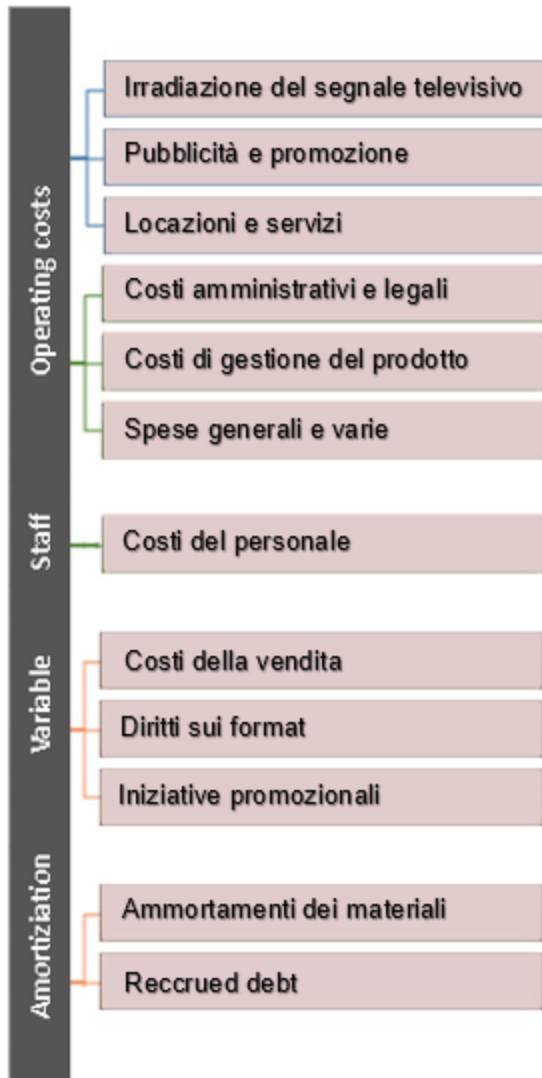 Operating costs
Irradiazione del segnale televisivo
Pubblicità e promozione
Locazioni e servizi
Costi amministrativi e legali
Costi di gestione del prodotto
Spese generali e varie
Staff
Costi del personale
Variable
Costi della vendita
Diritti sui format
Iniziative promozionali
Amortiziation
Ammortamenti dei materiali
Reccrued debt